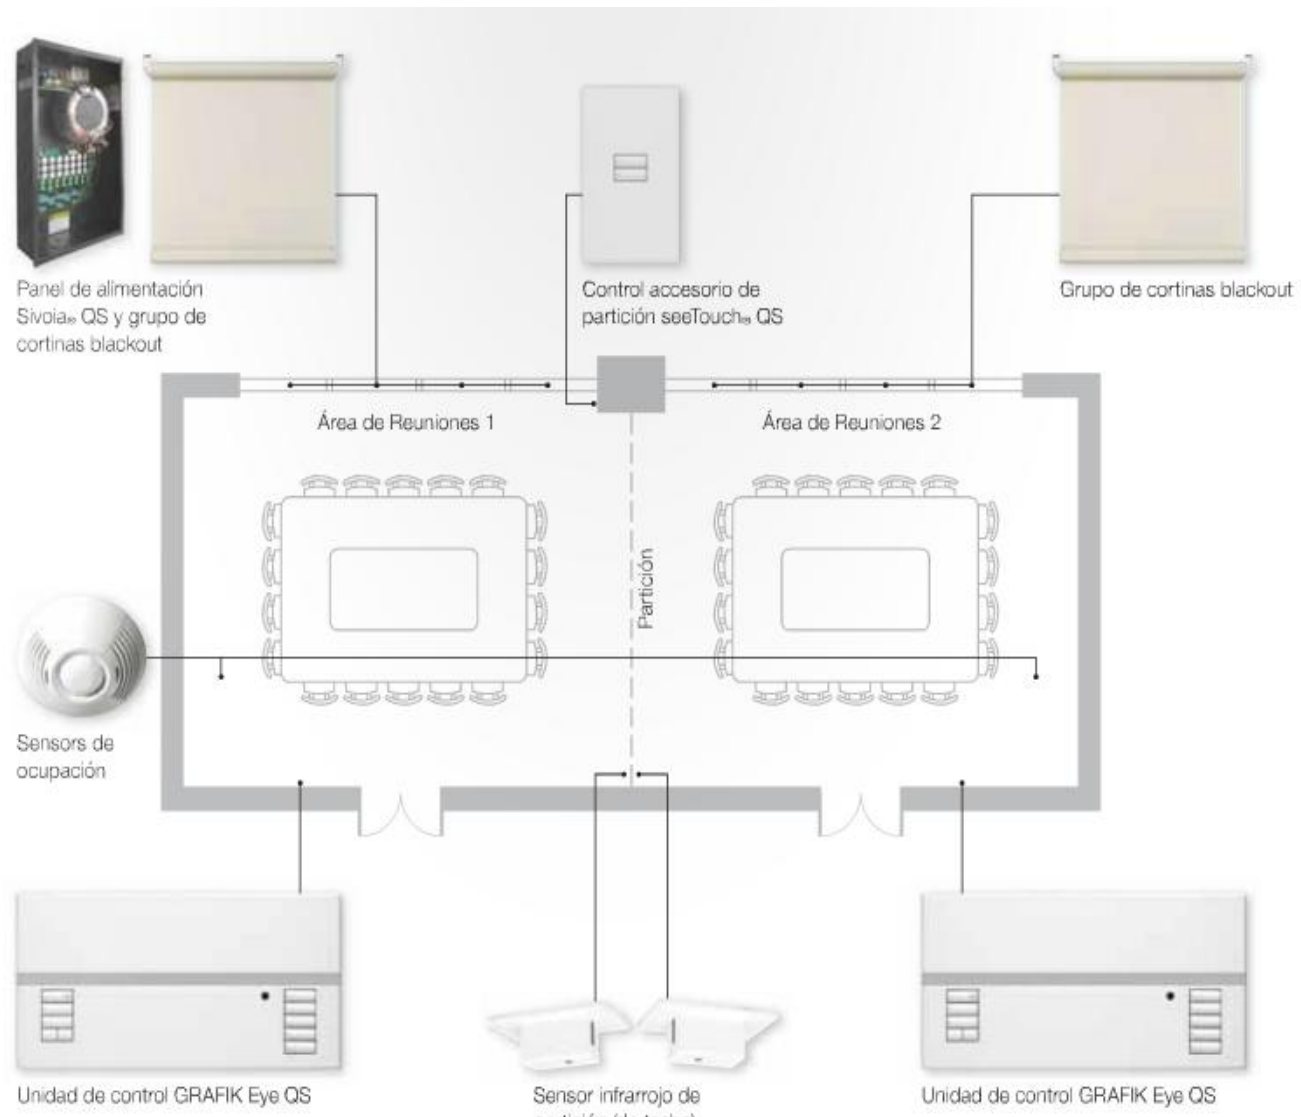 Panel de alimentación
Sivoia® QS y grupo de
cortinas blackout
Control accesorio de
partición seeTouch® QS
Grupo de cortinas blackout
Área de Reuniones 1
Área de Reuniones 2
Partición
Sensors de
ocupación
Unidad de control GRAFIK Eye QS
Sensor infrarrojo de
Unidad de control GRAFIK Eye QS